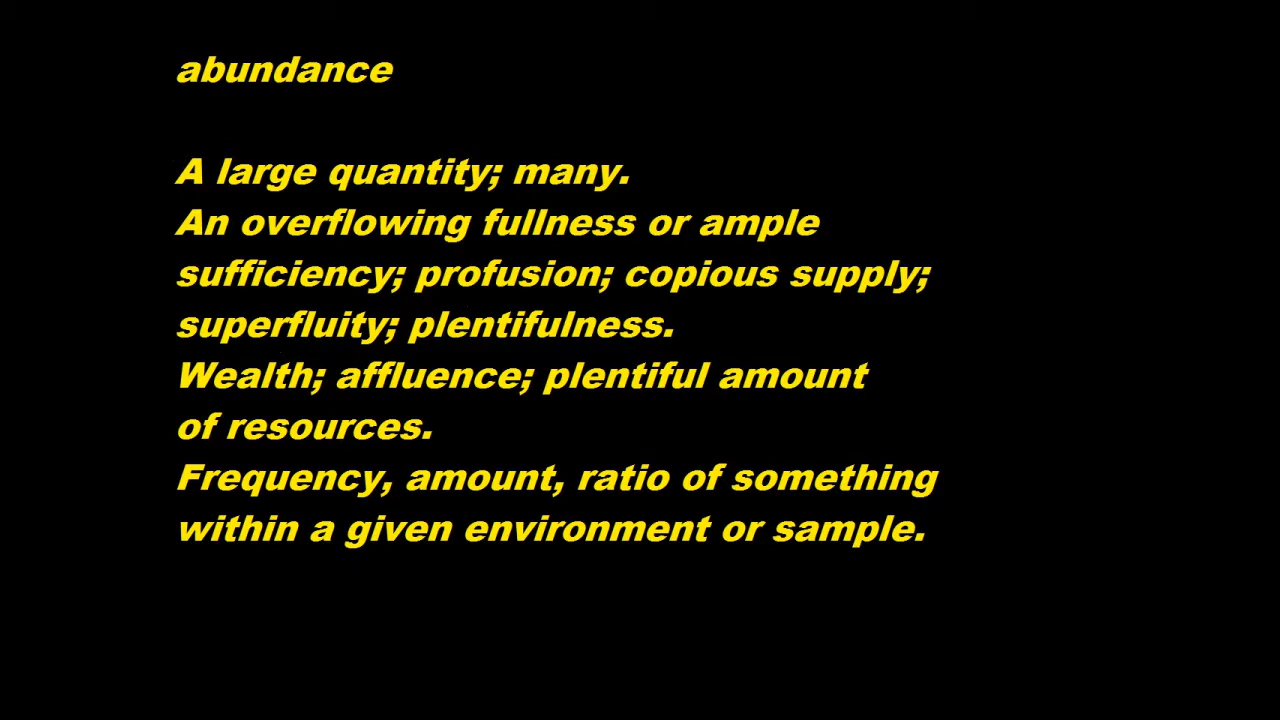 abundance
A large quantity; many.
An overflowing fullness or ample
sufficiency; profusion; copious supply;
superfluity; plentifulness.
Wealth; affluence; plentiful amount
of resources.
Frequency, amount, ratio of something
within a given environment or sample.